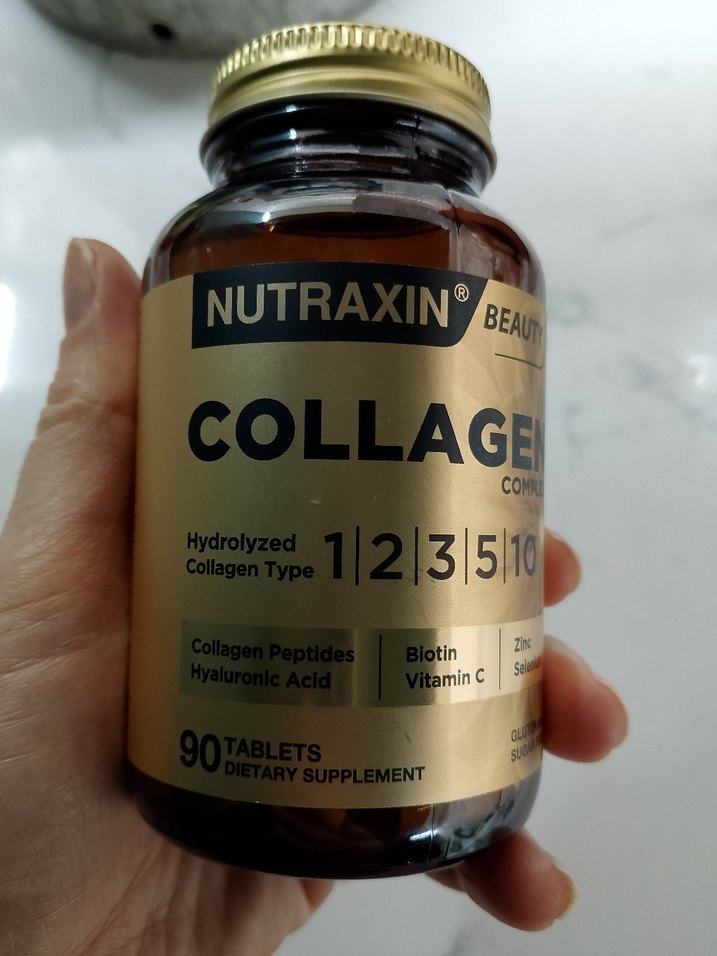 NUTRAXIN®
BEAUTY
COLLAGEN
Hydrolyzed
Collagen Type 1|2|3|5|10
Collagen Peptides
Hyaluronic Acid
Biotin
Vitamin C
Zinc
90 TABLETS
DIETARY SUPPLEMENT